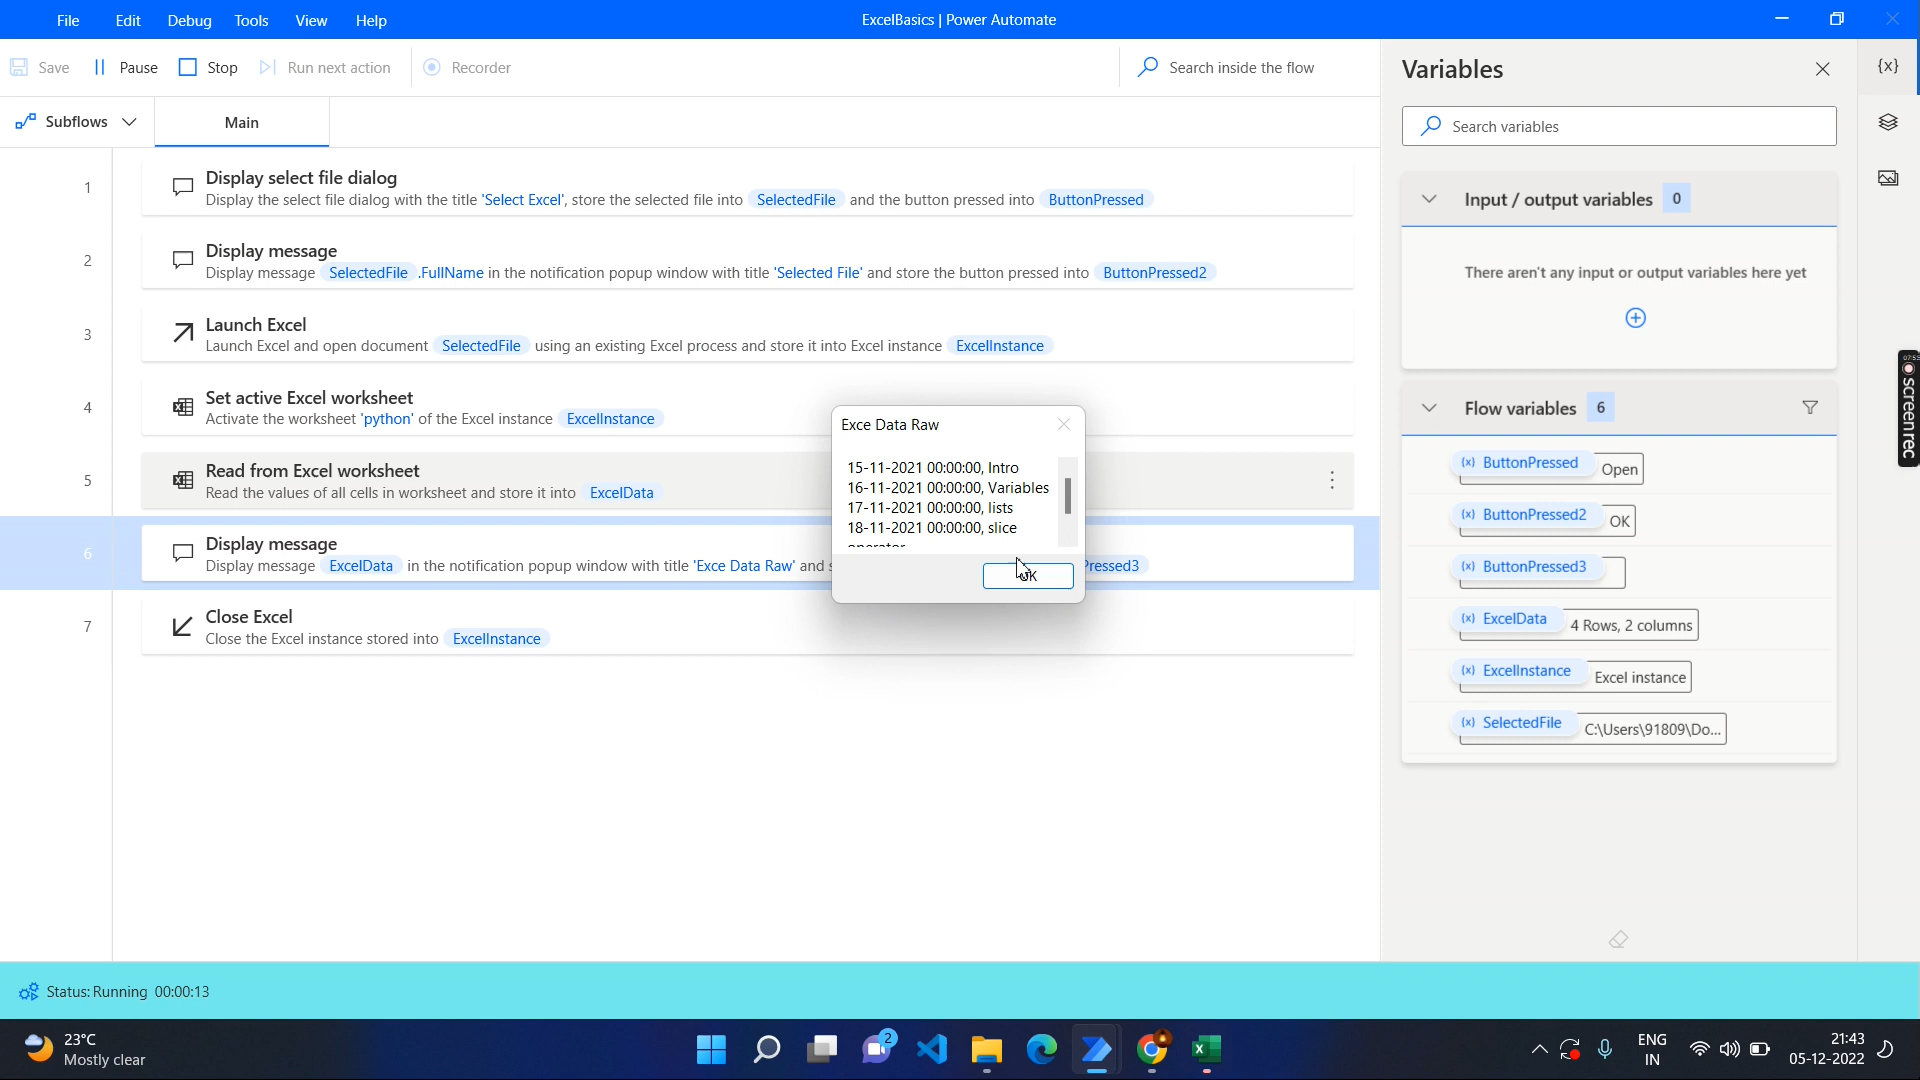 File Edit Debug Tools View Help
ExcelBasics | Power Automate
Save Pause Stop Run next action Recorder
Search inside the flow
Subflows
Main
1
Display select file dialog
Display the select file dialog with the title 'Select Excel', store the selected file into SelectedFile and the button pressed into ButtonPressed
2
Display message
Display message SelectedFile .FullName in the notification popup window with title 'Selected File' and store the button pressed into ButtonPressed2
3
Launch Excel
Launch Excel and open document SelectedFile using an existing Excel process and store it into Excel instance ExcelInstance
4
Set active Excel worksheet
Activate the worksheet 'python' of the Excel instance ExcelInstance
5
Read from Excel worksheet
Read the values of all cells in worksheet and store it into ExcelData
6
Display message
Display message ExcelData in the notification popup window with title 'Exce Data Raw' and
Pressed3
7
Close Excel
Close the Excel instance stored into ExcelInstance
Exce Data Raw
15-11-2021 00:00:00, Intro
16-11-2021 00:00:00, Variables
17-11-2021 00:00:00, lists
18-11-2021 00:00:00, slice
OK
Variables
{x}
Search variables
Input / output variables 0
There aren't any input or output variables here yet
Flow variables 6
(x) ButtonPressed Open
(x) ButtonPressed2 OK
(x) ButtonPressed3
(x) ExcelData 4 Rows, 2 columns
(x) ExcelInstance Excel instance
(x) SelectedFile C:\Users\91809\Do...
screenrec
Status: Running 00:00:13
23°C
Mostly clear
2
ENG
IN
21:43
05-12-2022